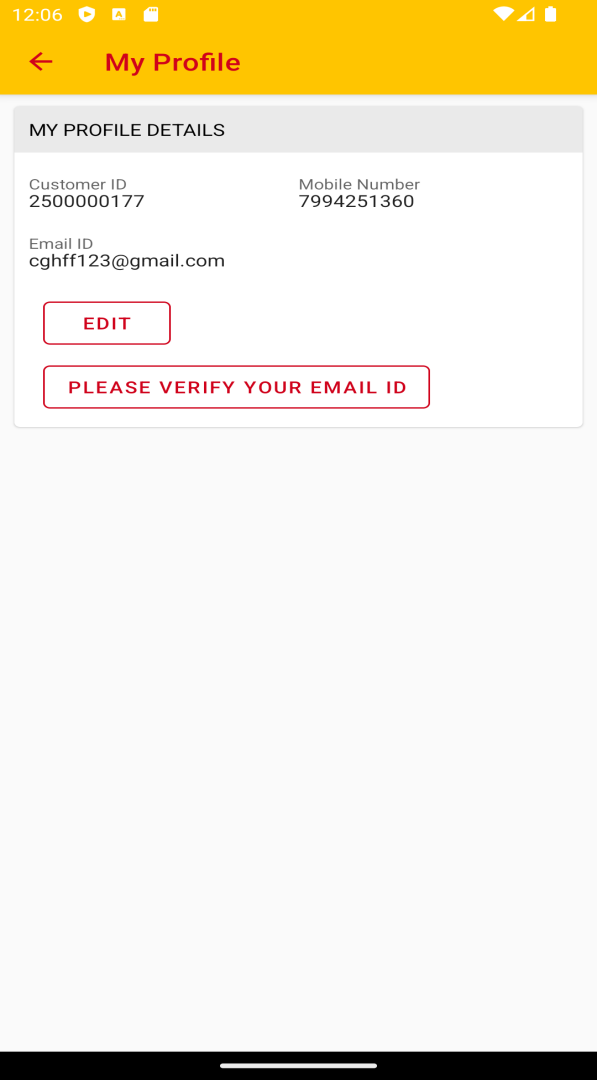 12:06
My Profile
MY PROFILE DETAILS
Customer ID
2500000177
Mobile Number
7994251360
Email ID
cghff123@gmail.com
EDIT
PLEASE VERIFY YOUR EMAIL ID